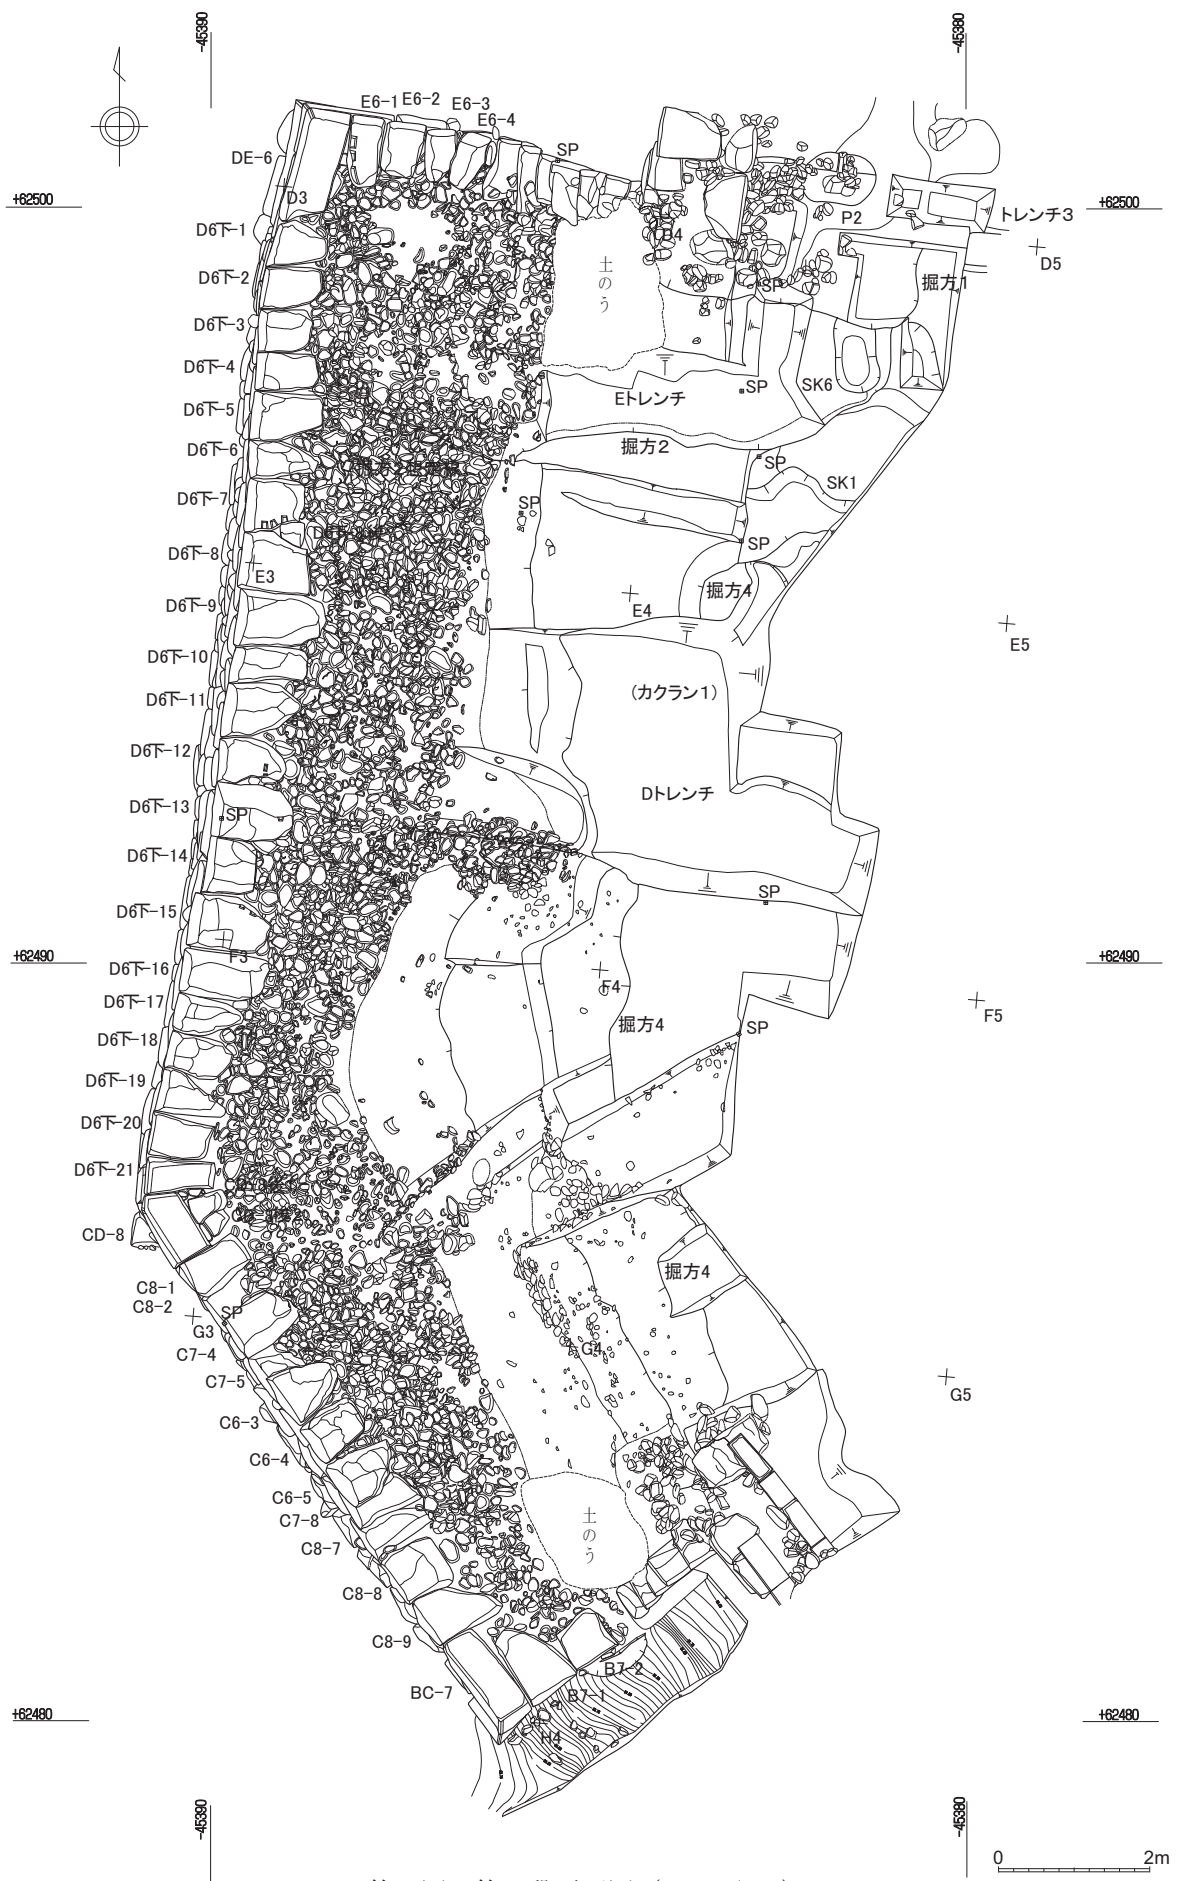 -45390
-45380
E6-1
E6-2
E6-3
E6-4
SP
DE-6
D3
+62500
+62500
D6下-1
D4
P2
トレンチ3
D5
土のう
掘方1
SP
D6下-2
D6下-3
D6下-4
SK6
Eトレンチ
SP
D6下-5
D6下-6
掘方2
SP
SK1
D6下-7
SP
D6下-8
SP
E3
掘方4
D6下-9
E4
E5
D6下-10
D6下-11
(カクラン1)
D6下-12
Dトレンチ
D6下-13
SP
D6下-14
SP
D6下-15
F3
+62490
+62490
D6下-16
F4
D6下-17
F5
掘方4
SP
D6下-18
D6下-19
D6下-20
D6下-21
CD-8
掘方4
C8-1
C8-2
SP
G3
G4
C7-4
C7-5
G5
C6-3
C6-4
C6-5
C7-8
土のう
C8-7
C8-8
C8-9
B7-2
BC-7
B7-1
H4
+62480
+62480
-45390
-45380
0 2m